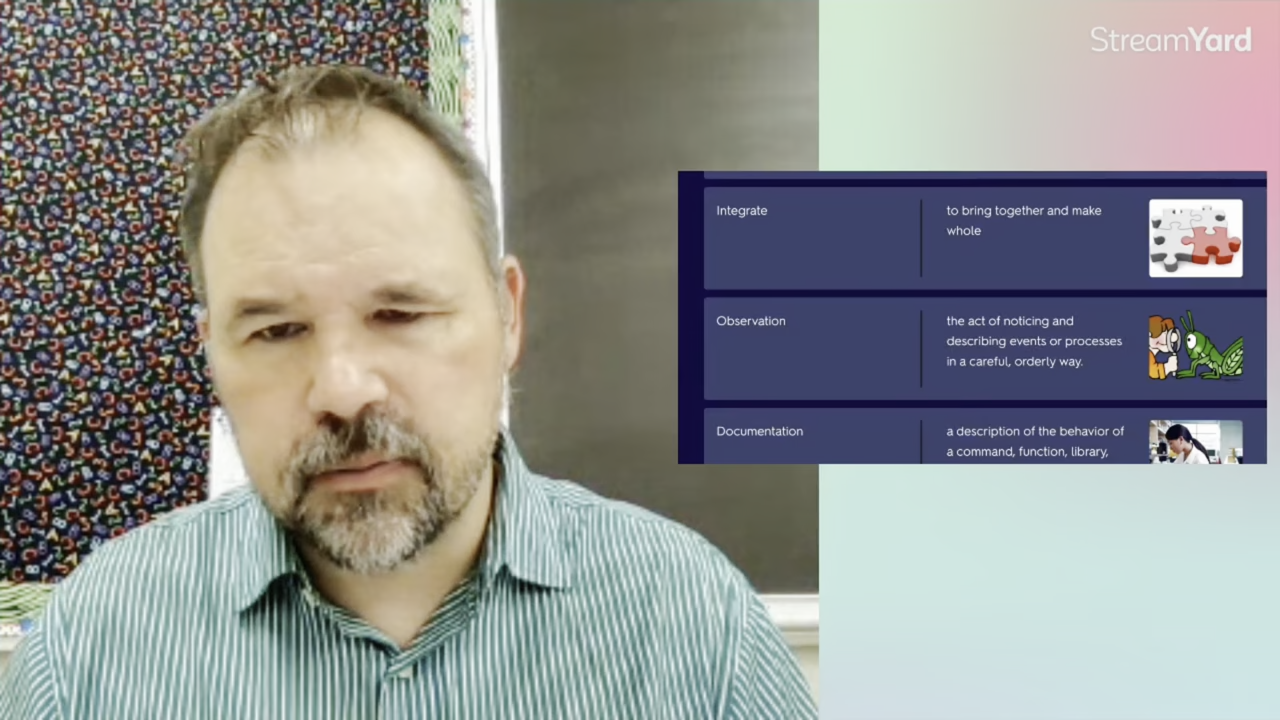 StreamYard
Integrate
to bring together and make
whole
Observation
the act of noticing and
describing events or processes
in a careful, orderly way.
Documentation
a description of the behavior of
a command, function, library,